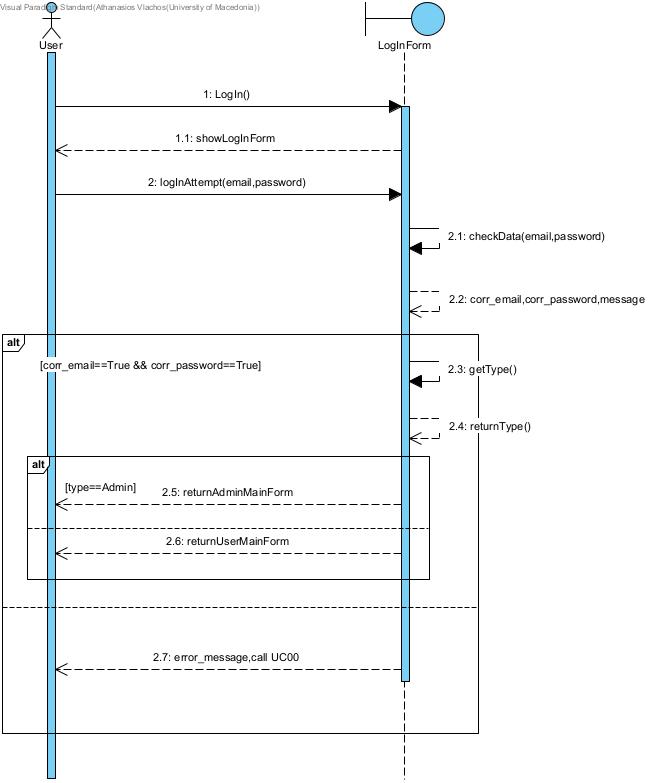 Visual Paradigm Standard(Athanasios Vlachos(University of Macedonia))
User
LogInForm
1: LogIn()
1.1: showLogInForm
2: logInAttempt(email,password)
2.1: checkData(email,password)
2.2: corr_email,corr_password,message
alt
[corr_email==True && corr_password==True]
2.3: getType()
2.4: returnType()
alt
[type==Admin]
2.5: returnAdminMainForm
2.6: returnUserMainForm
2.7: error_message,call UC00